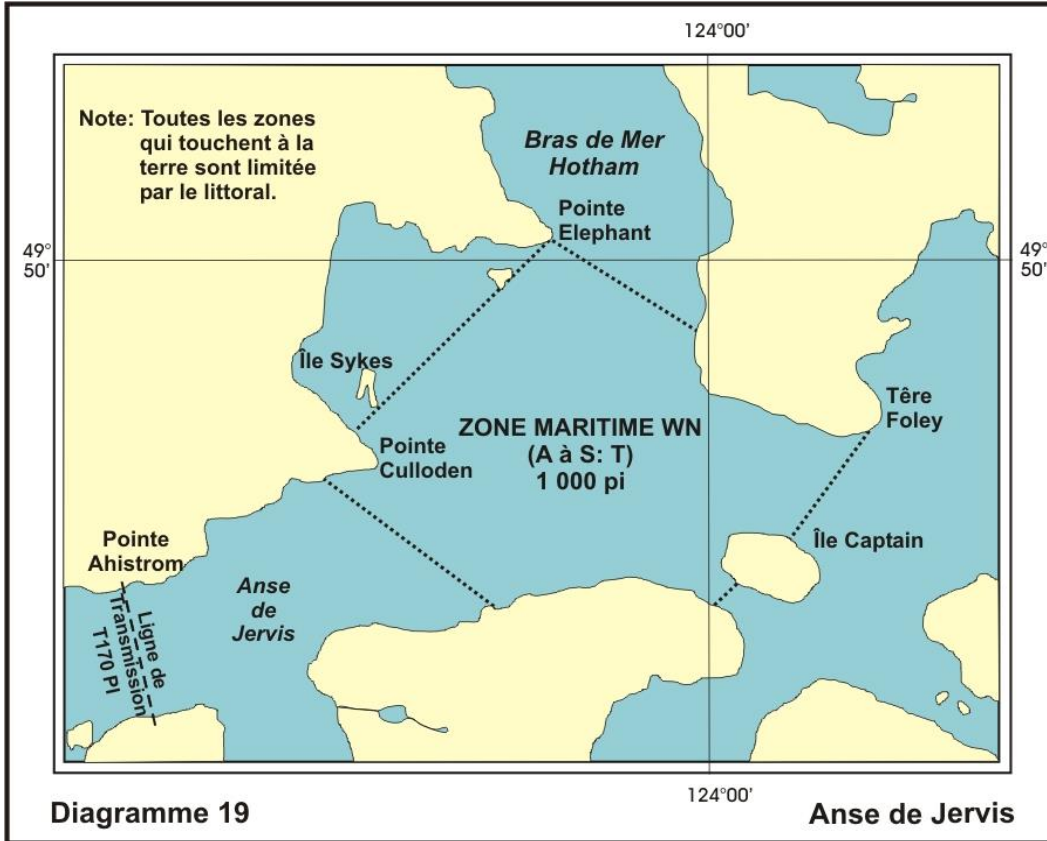 124°00'
Note: Toutes les zones
qui touchent à la
terre sont limitée
par le littoral.
Bras de Mer
Hotham
Pointe
Elephant
49°
50'
49°
50'
Île Sykes
Têre
Foley
ZONE MARITIME WN
(A à S: T)
1 000 pi
Pointe
Culloden
Pointe
Ahistrom
Île Captain
Anse
de
Jervis
Ligne de
Transmission
T170 PI
124°00'
Diagramme 19
Anse de Jervis